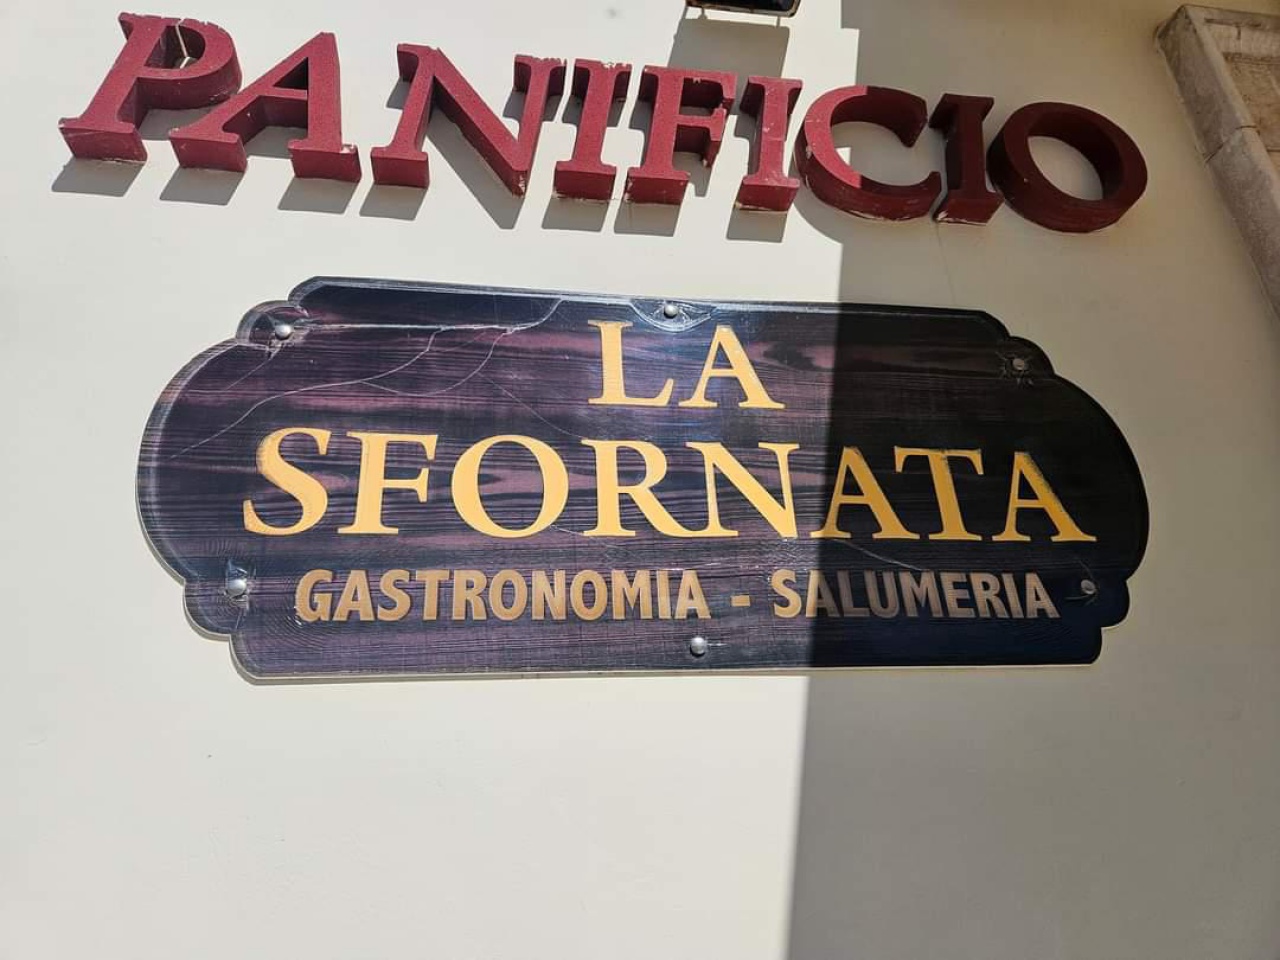 PANIFICIO
LA
SFORNATA
GASTRONOMIA - SALUMERIA